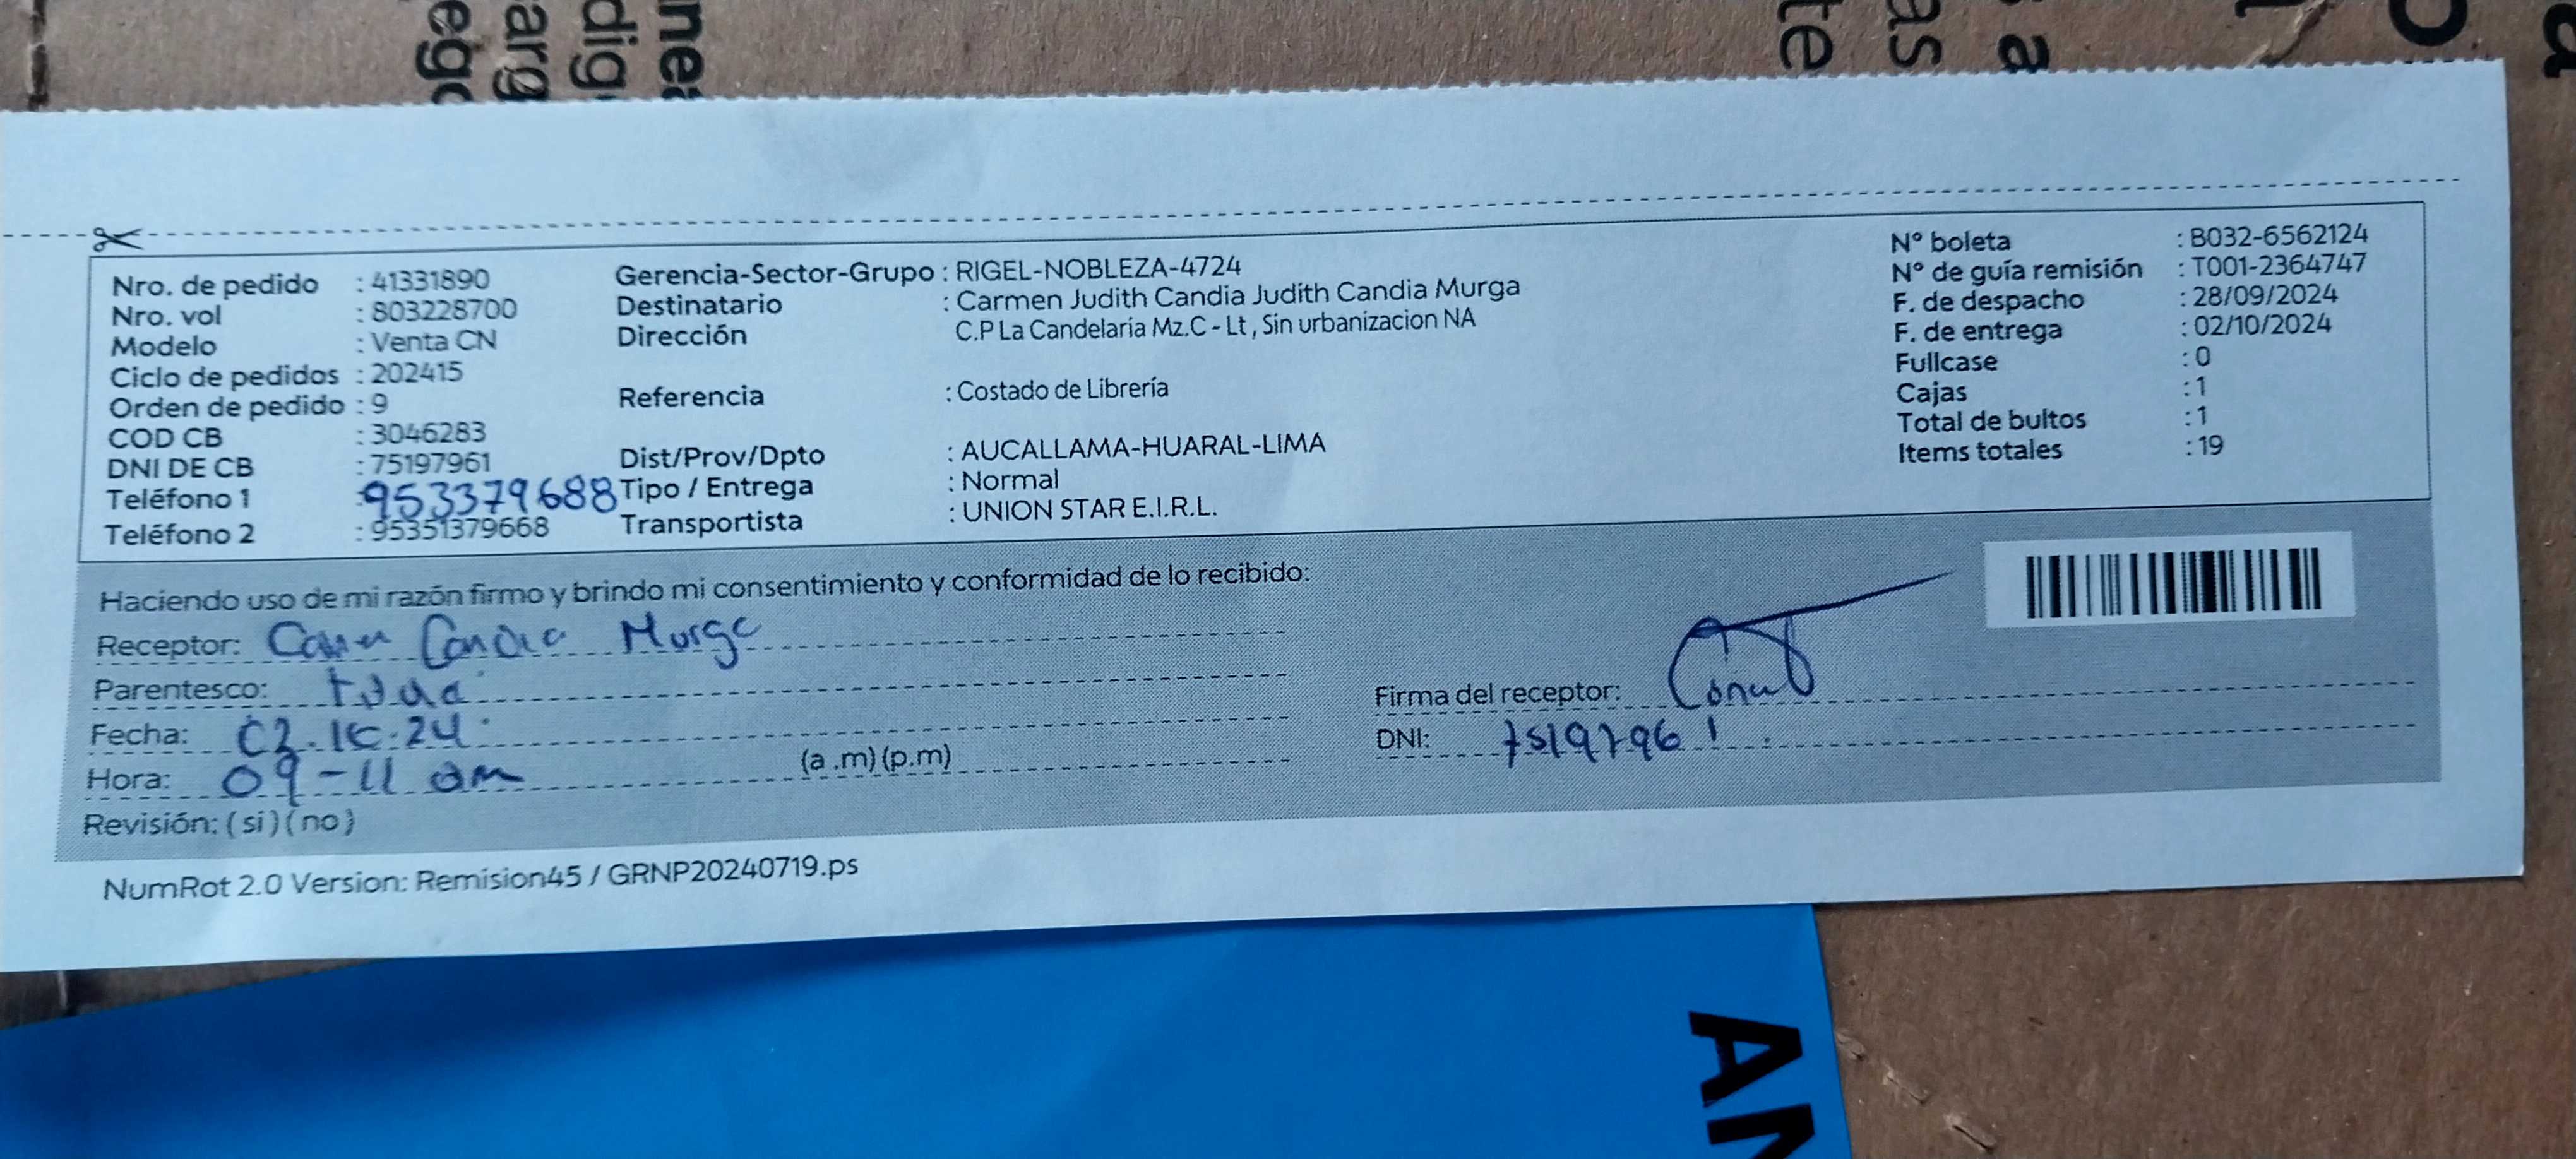 Nro. de pedido : 41331890
Nro. vol : 803228700
Modelo : Venta CN
Ciclo de pedidos : 202415
Orden de pedido : 9
COD CB : 3046283
DNI DE CB : 75197961
Teléfono 1 : 953379688
Teléfono 2 : 95351379668
Gerencia-Sector-Grupo : RIGEL-NOBLEZA-4724
Destinatario : Carmen Judith Candia Judith Candia Murga
Dirección C.P La Candelaria Mz.C - Lt , Sin urbanizacion NA
Referencia : Costado de Librería
Dist/Prov/Dpto : AUCALLAMA-HUARAL-LIMA
Tipo / Entrega : Normal
Transportista : UNION STAR E.I.R.L.
N° boleta : B032-6562124
N° de guía remisión : T001-2364747
F. de despacho : 28/09/2024
F. de entrega : 02/10/2024
Fullcase : 0
Cajas : 1
Total de bultos : 1
Items totales : 19
Haciendo uso de mi razón firmo y brindo mi consentimiento y conformidad de lo recibido:
Receptor: Candia Murga
Parentesco:
Fecha: 02.10.24
Hora: 09-11 am (a .m) (p.m)
Revisión: ( si ) ( no )
Firma del receptor:
DNI: 75197961
NumRot 2.0 Version: Remision45 / GRNP20240719.ps